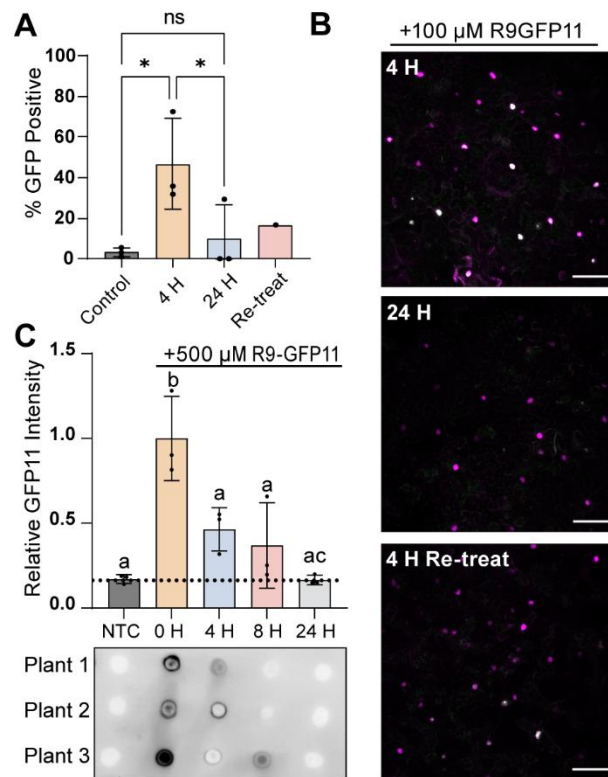 A
ns
* *
% GFP Positive
100
80
60
40
20
0
Control
4 H
24 H
Re-treat
B
+100 µM R9GFP11
4 H
24 H
4 H Re-treat
C
+500 µM R9-GFP11
Relative GFP11 Intensity
1.5
1.0
0.5
0.0
a b a a ac
NTC 0 H 4 H 8 H 24 H
Plant 1
Plant 2
Plant 3